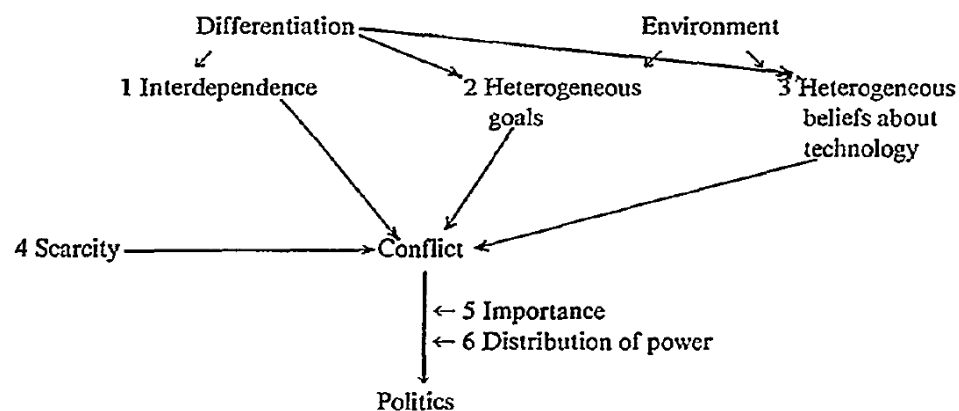 Differentiation
Environment
1 Interdependence
2 Heterogeneous
goals
3 Heterogeneous
beliefs about
technology
4 Scarcity
Conflict
← 5 Importance
← 6 Distribution of power
Politics